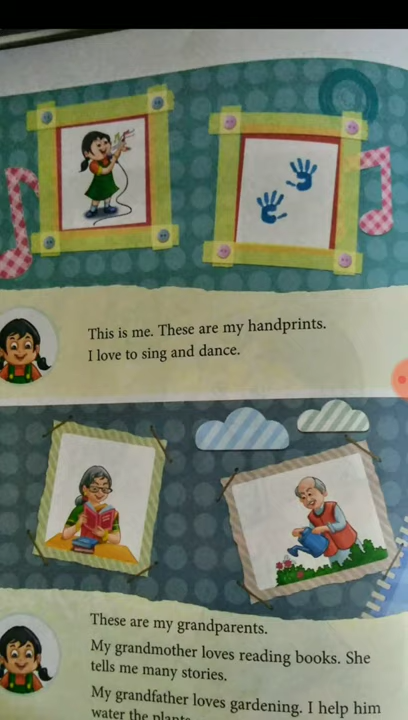 This is me. These are my handprints.
I love to sing and dance.
These are my grandparents.
My grandmother loves reading books. She
tells me many stories.
My grandfather loves gardening. I help him
water the plants.